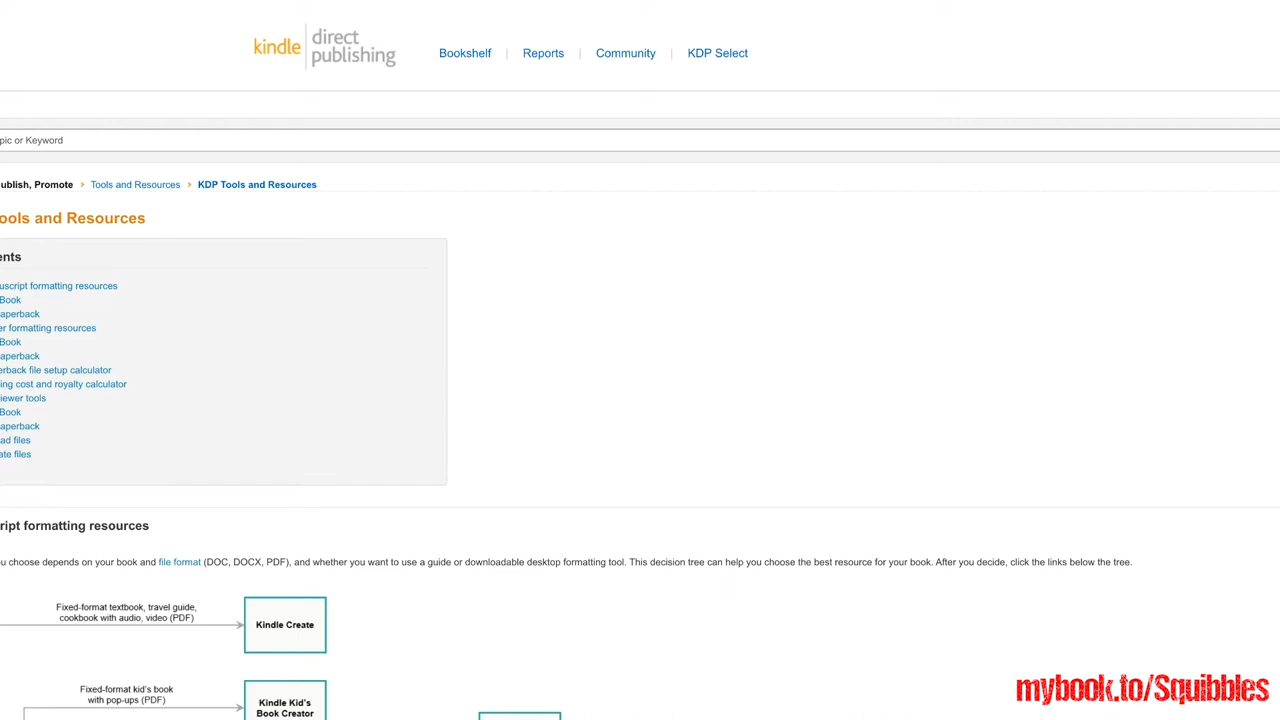 kindle direct publishing
Bookshelf | Reports | Community | KDP Select
pic or Keyword
ublish, Promote › Tools and Resources › KDP Tools and Resources
ools and Resources
ents
uscript formatting resources
Book
aperback
er formatting resources
Book
aperback
erback file setup calculator
ing cost and royalty calculator
iewer tools
Book
aperback
ad files
ate files
ript formatting resources
u choose depends on your book and file format (DOC, DOCX, PDF), and whether you want to use a guide or downloadable desktop formatting tool. This decision tree can help you choose the best resource for your book. After you decide, click the links below the tree.
Fixed-format textbook, travel guide,
cookbook with audio, video (PDF)
Kindle Create
Fixed-format kid's book
with pop-ups (PDF)
Kindle Kid's
Book Creator
mybook.to/Squibbles